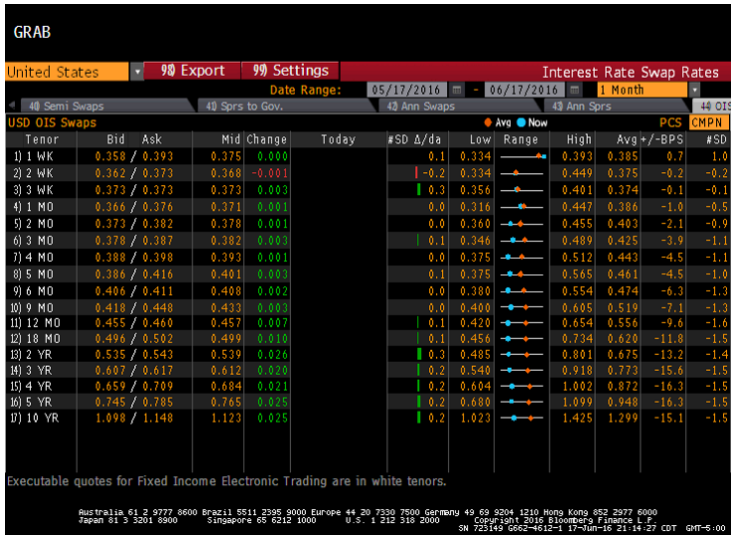 GRAB
United States 98) Export 99) Settings Interest Rate Swap Rates
Date Range: 05/17/2016 - 06/17/2016 1 Month
40) Semi Swaps 41) Sprs to Gov. 42) Ann Swaps 43) Ann Sprs 44) OIS
USD OIS Swaps Avg Now PCS CMPN
Tenor Bid Ask Mid Change Today #SD Δ/da Low Range High Avg +/-BPS #SD
1) 1 WK 0.358 / 0.393 0.375 0.000 0.1 0.334 0.393 0.385 0.7 1.0
2) 2 WK 0.362 / 0.373 0.368 -0.001 -0.2 0.334 0.449 0.375 -0.2 -0.2
3) 3 WK 0.373 / 0.373 0.373 0.003 0.3 0.356 0.401 0.374 -0.1 -0.1
4) 1 MO 0.366 / 0.376 0.371 0.001 0.0 0.316 0.447 0.386 -1.0 -0.5
5) 2 MO 0.373 / 0.382 0.378 0.001 0.0 0.360 0.455 0.403 -2.1 -0.9
6) 3 MO 0.378 / 0.387 0.382 0.003 0.1 0.346 0.489 0.425 -3.9 -1.1
7) 4 MO 0.388 / 0.398 0.393 0.001 0.0 0.375 0.512 0.443 -4.5 -1.1
8) 5 MO 0.386 / 0.416 0.401 0.003 0.1 0.375 0.565 0.461 -4.5 -1.0
9) 6 MO 0.406 / 0.411 0.408 0.002 0.0 0.380 0.554 0.474 -6.3 -1.3
10) 9 MO 0.418 / 0.448 0.433 0.003 0.0 0.400 0.605 0.519 -7.1 -1.3
11) 12 MO 0.455 / 0.460 0.457 0.007 0.1 0.420 0.654 0.556 -9.6 -1.6
12) 18 MO 0.496 / 0.502 0.499 0.010 0.1 0.456 0.734 0.620 -11.8 -1.5
13) 2 YR 0.535 / 0.543 0.539 0.026 0.3 0.485 0.801 0.675 -13.2 -1.4
14) 3 YR 0.607 / 0.617 0.612 0.020 0.2 0.540 0.918 0.773 -15.6 -1.5
15) 4 YR 0.659 / 0.709 0.684 0.021 0.2 0.604 1.002 0.872 -16.3 -1.5
16) 5 YR 0.745 / 0.785 0.765 0.025 0.2 0.680 1.099 0.948 -16.3 -1.5
17) 10 YR 1.098 / 1.148 1.123 0.025 0.2 1.023 1.425 1.299 -15.1 -1.5
Executable quotes for Fixed Income Electronic Trading are in white tenors.
Australia 61 2 9777 8600 Brazil 5511 2395 9000 Europe 44 20 7330 7500 Germany 49 69 9204 1210 Hong Kong 852 2977 6000
Japan 81 3 3201 8900 Singapore 65 6212 1000 U.S. 1 212 318 2000 Copyright 2016 Bloomberg Finance L.P.
SN 723149 G662-4612-1 17-Jun-16 21:14:27 CDT GMT-5:00